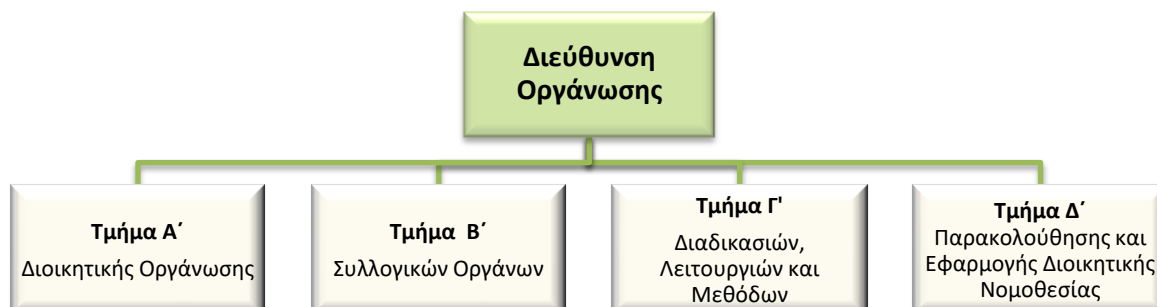 Διεύθυνση
Οργάνωσης
Τμήμα Α΄
Διοικητικής Οργάνωσης
Τμήμα Β΄
Συλλογικών Οργάνων
Τμήμα Γ'
Διαδικασιών,
Λειτουργιών και
Μεθόδων
Τμήμα Δ΄
Παρακολούθησης και
Εφαρμογής Διοικητικής
Νομοθεσίας